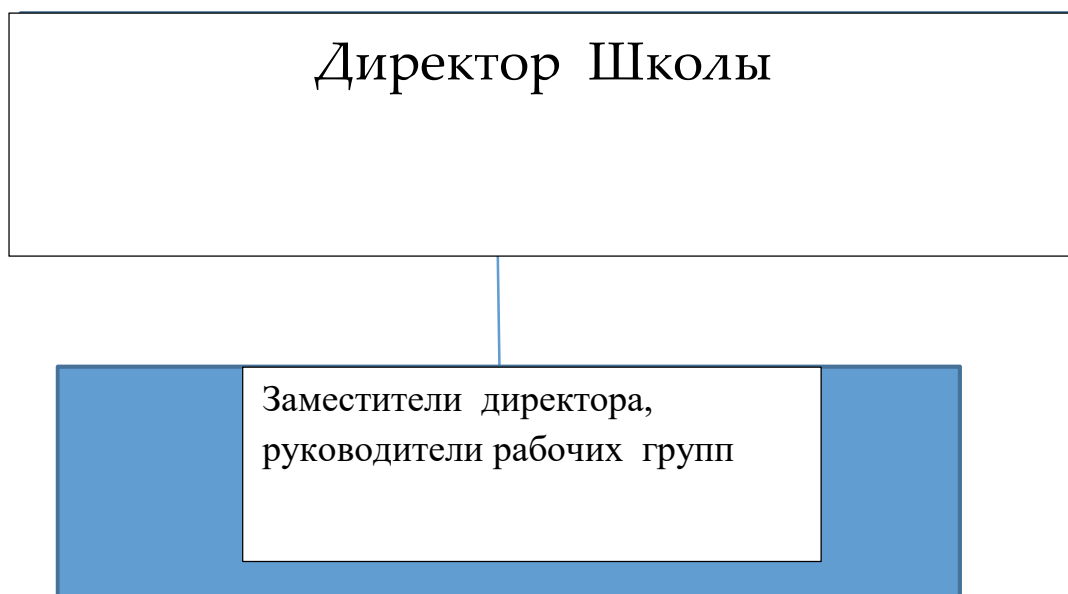 Директор Школы
Заместители директора,
руководители рабочих групп